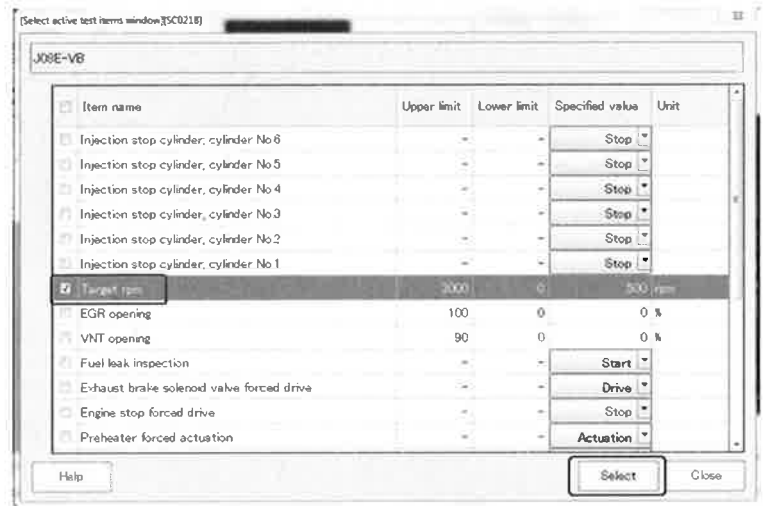 [Select active test items window][SC0218]
J08E-VB
Item name Upper limit Lower limit Specified value Unit
Injection stop cylinder; cylinder No.6 - - Stop
Injection stop cylinder; cylinder No.5 - - Stop
Injection stop cylinder; cylinder No.4 - - Stop
Injection stop cylinder; cylinder No.3 - - Stop
Injection stop cylinder; cylinder No.2 - - Stop
Injection stop cylinder; cylinder No.1 - - Stop
Target rpm 3000 0 500 rpm
EGR opening 100 0 0 %
VNT opening 90 0 0 %
Fuel leak inspection - - Start
Exhaust brake solenoid valve forced drive - - Drive
Engine stop forced drive - - Stop
Preheater forced actuation - - Actuation
Help Select Close